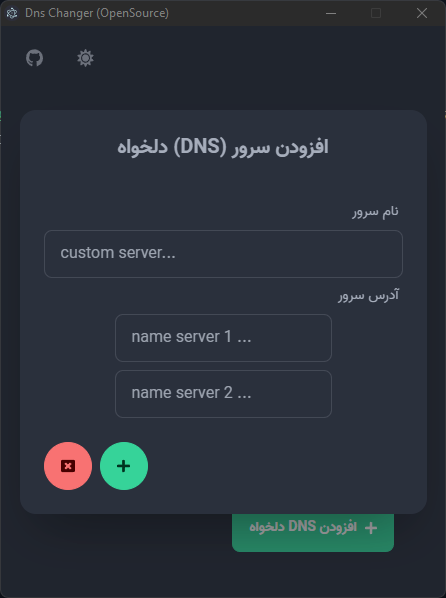 Dns Changer (OpenSource)
افزودن سرور (DNS) دلخواه
نام سرور
custom server...
آدرس سرور
name server 1 ...
name server 2 ...
افزودن DNS دلخواه